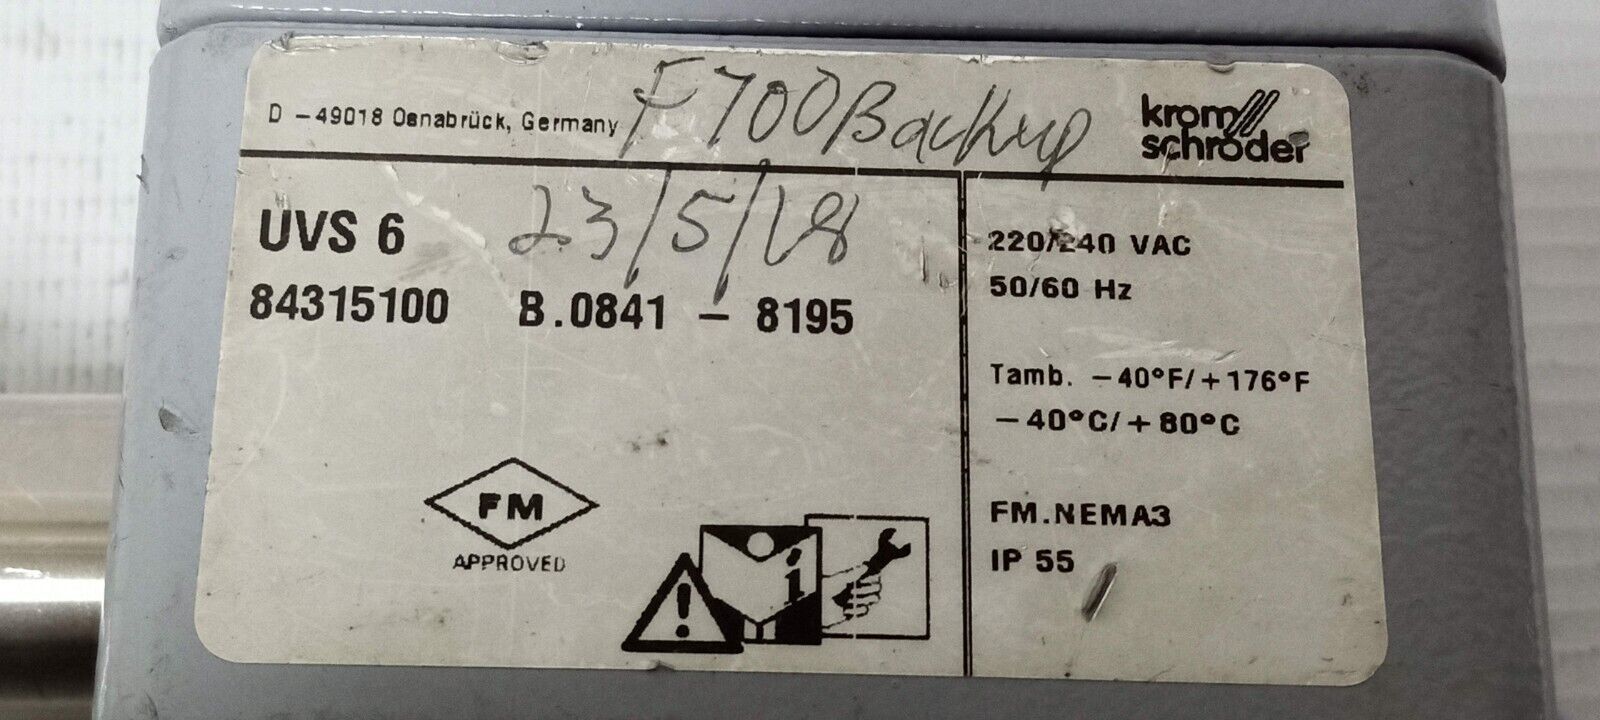 D -49018 Osnabrück, Germany
F700 Backup
krom
schröder
UVS 6
23/5/18
84315100 B.0841 - 8195
220/240 VAC
50/60 Hz
Tamb. -40°F/+176°F
-40°C/+80°C
FM.NEMA3
IP 55
FM
APPROVED
!
i